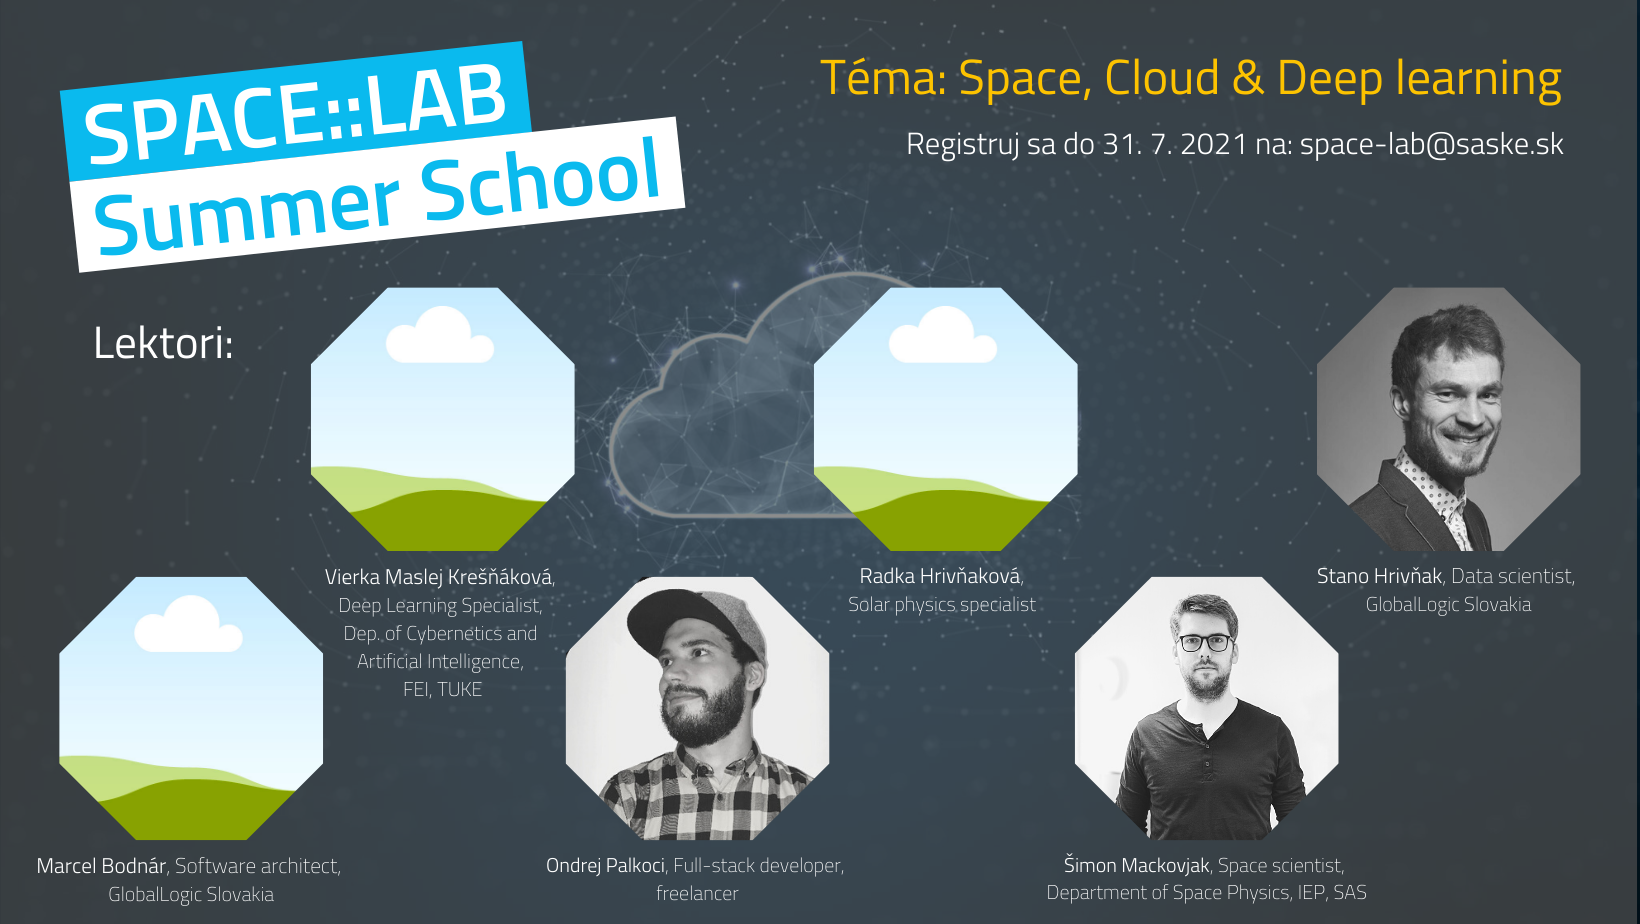 SPACE::LAB
Summer School
Téma: Space, Cloud & Deep learning
Registruj sa do 31. 7. 2021 na: space-lab@saske.sk
Lektori:
Vierka Maslej Krešňáková,
Deep Learning Specialist,
Dep. of Cybernetics and
Artificial Intelligence,
FEI, TUKE
Radka Hrivňaková,
Solar physics specialist
Stano Hrivňak, Data scientist,
GlobalLogic Slovakia
Marcel Bodnár, Software architect,
GlobalLogic Slovakia
Ondrej Palkoci, Full-stack developer,
freelancer
Šimon Mackovjak, Space scientist,
Department of Space Physics, IEP, SAS